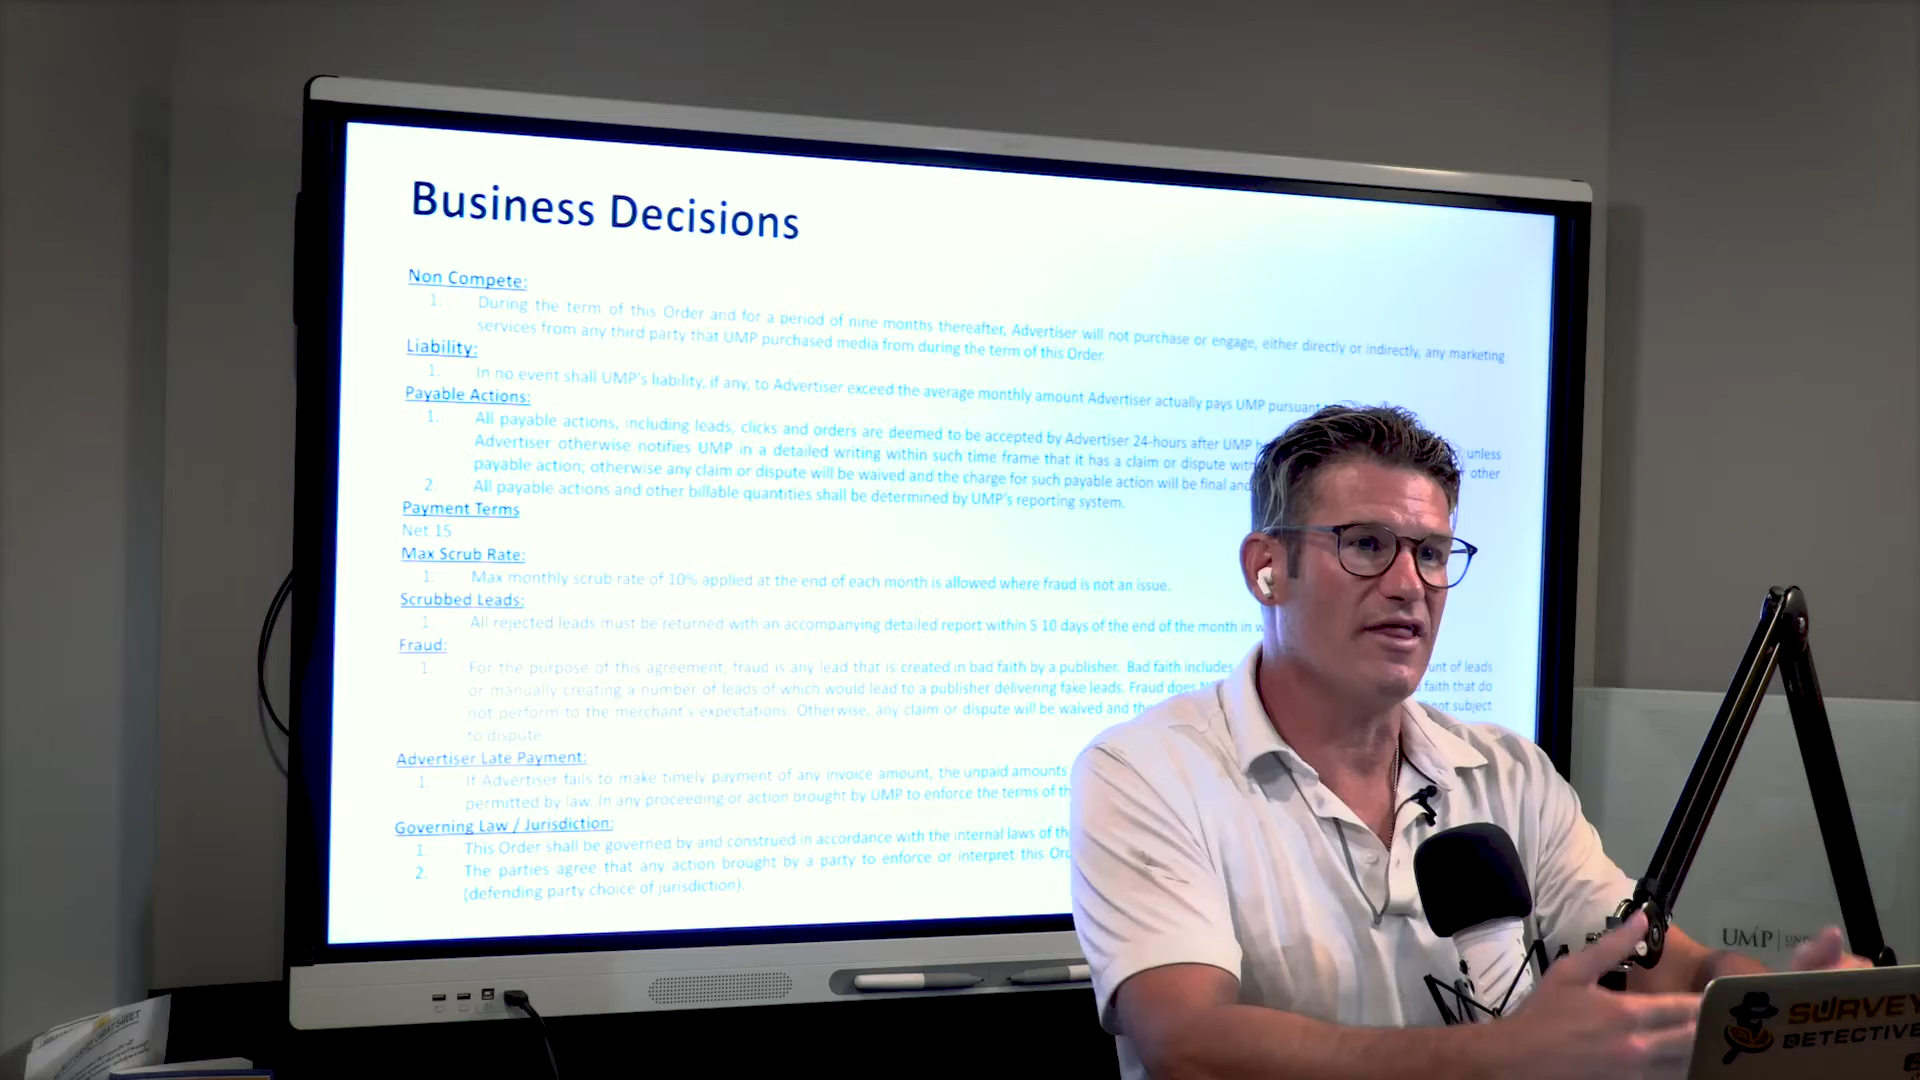 Business Decisions
Non Compete:
1. During the term of this Order and for a period of nine months thereafter, Advertiser will not purchase or engage, either directly or indirectly, any marketing
services from any third party that UMP purchased media from during the term of this Order.
Liability:
1. In no event shall UMP's liability, if any, to Advertiser exceed the average monthly amount Advertiser actually pays UMP pursuant
Payable Actions:
1. All payable actions, including leads, clicks and orders are deemed to be accepted by Advertiser 24-hours after UMP unless
Advertiser otherwise notifies UMP in a detailed writing within such time frame that it has a claim or dispute other
payable action; otherwise any claim or dispute will be waived and the charge for such payable action will be final and
2. All payable actions and other billable quantities shall be determined by UMP's reporting system.
Payment Terms
Net 15
Max Scrub Rate:
1. Max monthly scrub rate of 10% applied at the end of each month is allowed where fraud is not an issue.
Scrubbed Leads:
1. All rejected leads must be returned with an accompanying detailed report within 5 10 days of the end of the month in
Fraud:
1. For the purpose of this agreement, fraud is any lead that is created in bad faith by a publisher. Bad faith includes of leads
or manually creating a number of leads of which would lead to a publisher delivering fake leads. Fraud does faith that do
not perform to the merchant's expectations. Otherwise, any claim or dispute will be waived and the not subject
to dispute
Advertiser Late Payment:
1. If Advertiser fails to make timely payment of any invoice amount, the unpaid amounts
permitted by law. In any proceeding or action brought by UMP to enforce the terms of
Governing Law / Jurisdiction:
1. This Order shall be governed by and construed in accordance with the internal laws of
2. The parties agree that any action brought by a party to enforce or interpret this
(defending party choice of jurisdiction).
UMP
SURVEY
DETECTIVE
CHEAT SHEET